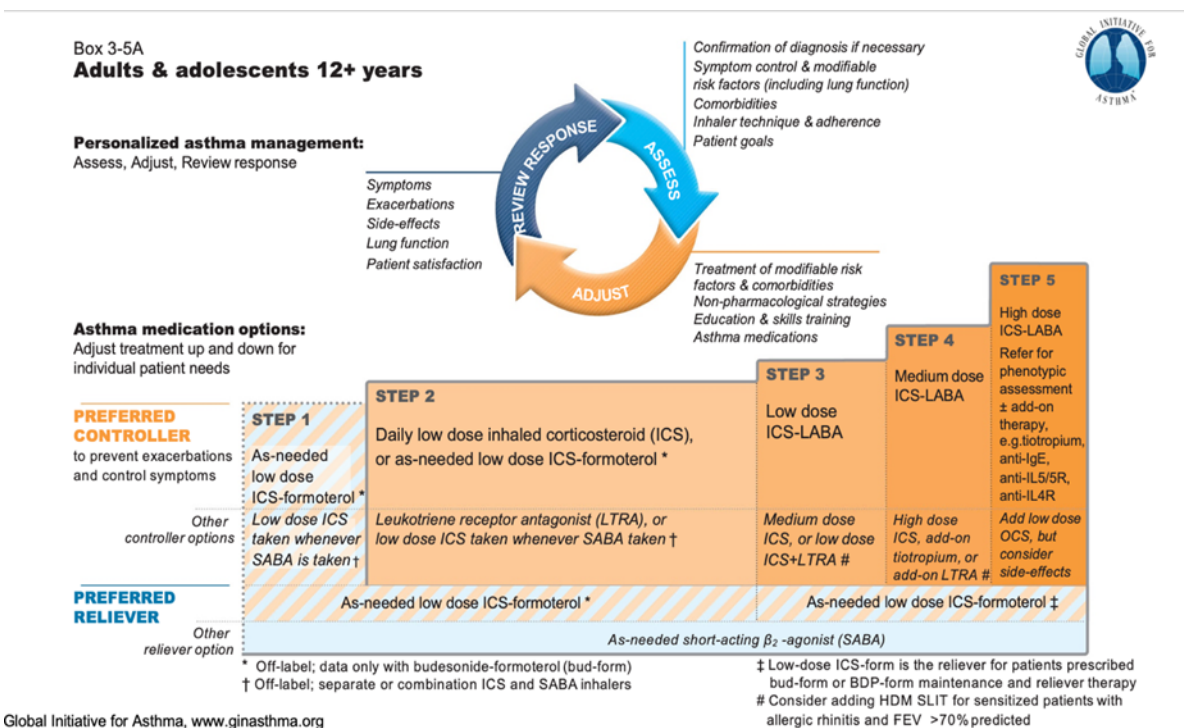 Box 3-5A
Adults & adolescents 12+ years
Personalized asthma management:
Assess, Adjust, Review response
Confirmation of diagnosis if necessary
Symptom control & modifiable
risk factors (including lung function)
Comorbidities
Inhaler technique & adherence
Patient goals
GLOBAL INITIATIVE FOR
ASTHMA
Symptoms
Exacerbations
Side-effects
Lung function
Patient satisfaction
REVIEW RESPONSE
ASSESS
ADJUST
Treatment of modifiable risk
factors & comorbidities
Non-pharmacological strategies
Education & skills training
Asthma medications
Asthma medication options:
Adjust treatment up and down for
individual patient needs
PREFERRED
CONTROLLER
to prevent exacerbations
and control symptoms
STEP 1
As-needed
low dose
ICS-formoterol *
STEP 2
Daily low dose inhaled corticosteroid (ICS),
or as-needed low dose ICS-formoterol *
STEP 3
Low dose
ICS-LABA
STEP 4
Medium dose
ICS-LABA
STEP 5
High dose
ICS-LABA
Refer for
phenotypic
assessment
± add-on
therapy,
e.g.tiotropium,
anti-IgE,
anti-IL5/5R,
anti-IL4R
Other
controller options
Low dose ICS
taken whenever
SABA is taken †
Leukotriene receptor antagonist (LTRA), or
low dose ICS taken whenever SABA taken †
Medium dose
ICS, or low dose
ICS+LTRA #
High dose
ICS, add-on
tiotropium, or
add-on LTRA #
Add low dose
OCS, but
consider
side-effects
PREFERRED
RELIEVER
As-needed low dose ICS-formoterol *
As-needed low dose ICS-formoterol ‡
Other
reliever option
As-needed short-acting β2 -agonist (SABA)
* Off-label; data only with budesonide-formoterol (bud-form)
† Off-label; separate or combination ICS and SABA inhalers
‡ Low-dose ICS-form is the reliever for patients prescribed
bud-form or BDP-form maintenance and reliever therapy
# Consider adding HDM SLIT for sensitized patients with
allergic rhinitis and FEV >70% predicted
Global Initiative for Asthma, www.ginasthma.org